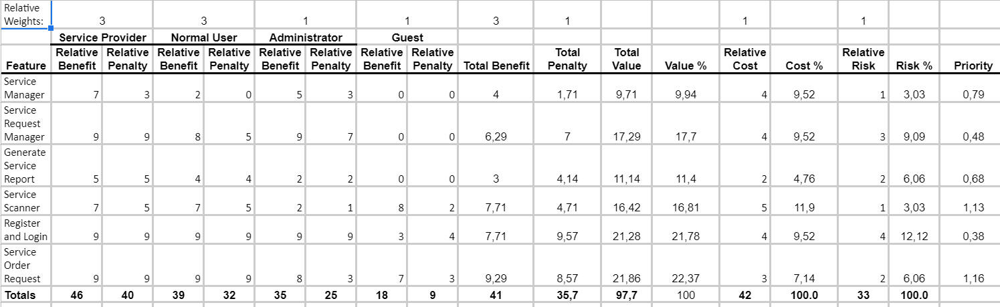 Relative
Weights: 3 3 1 1 3 1 1 1
Service Provider Normal User Administrator Guest
Relative Relative Relative Relative Relative Relative Relative Relative Total Total Relative Relative
Feature Benefit Penalty Benefit Penalty Benefit Penalty Benefit Penalty Total Benefit Penalty Value Value % Cost Cost % Risk Risk % Priority
Service
Manager 7 3 2 0 5 3 0 0 4 1,71 9,71 9,94 4 9,52 1 3,03 0,79
Service
Request
Manager 9 9 8 5 9 7 0 0 6,29 7 17,29 17,7 4 9,52 3 9,09 0,48
Generate
Service
Report 5 5 4 4 2 2 0 0 3 4,14 11,14 11,4 2 4,76 2 6,06 0,68
Service
Scanner 7 5 7 5 2 1 8 2 7,71 4,71 16,42 16,81 5 11,9 1 3,03 1,13
Register
and Login 9 9 9 9 9 9 3 4 7,71 9,57 21,28 21,78 4 9,52 4 12,12 0,38
Service
Order
Request 9 9 9 9 8 3 7 3 9,29 8,57 21,86 22,37 3 7,14 2 6,06 1,16
Totals 46 40 39 32 35 25 18 9 41 35,7 97,7 100 42 100.0 33 100.0